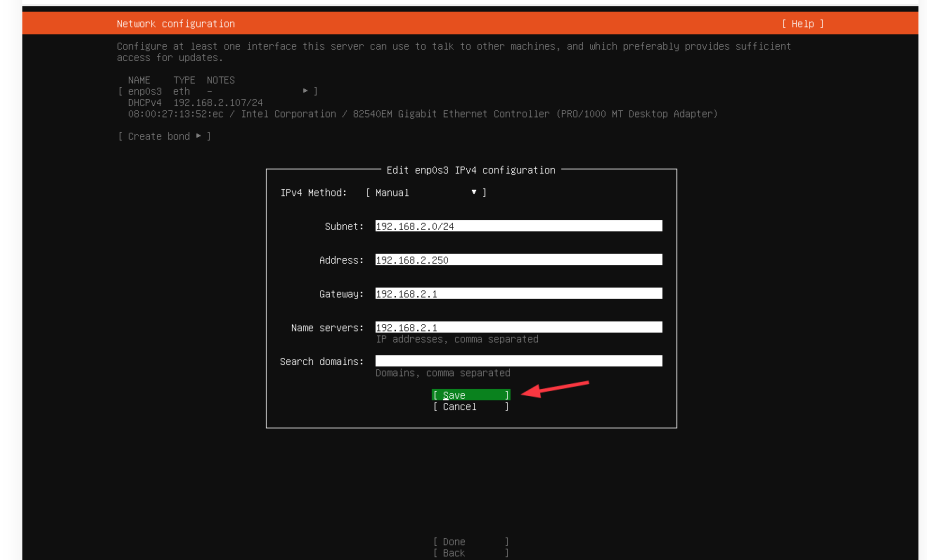 Network configuration [ Help ]
Configure at least one interface this server can use to talk to other machines, and which preferably provides sufficient
access for updates.
NAME TYPE NOTES
[ enp0s3 eth - ▸ ]
DHCPv4 192.168.2.107/24
08:00:27:13:52:ec / Intel Corporation / 82540EM Gigabit Ethernet Controller (PRO/1000 MT Desktop Adapter)
[ Create bond ▸ ]
Edit enp0s3 IPv4 configuration
IPv4 Method: [ Manual ▾ ]
Subnet: 192.168.2.0/24
Address: 192.168.2.250
Gateway: 192.168.2.1
Name servers: 192.168.2.1
IP addresses, comma separated
Search domains:
Domains, comma separated
[ Save ]
[ Cancel ]
[ Done ]
[ Back ]